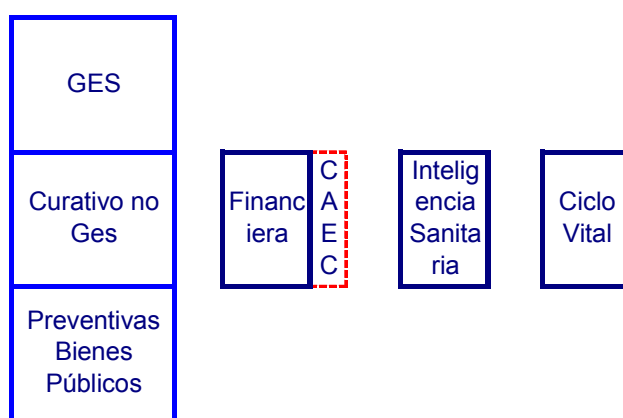 GES
Curativo no
Ges
Preventivas
Bienes
Públicos
Financ
iera
C
A
E
C
Intelig
encia
Sanita
ria
Ciclo
Vital